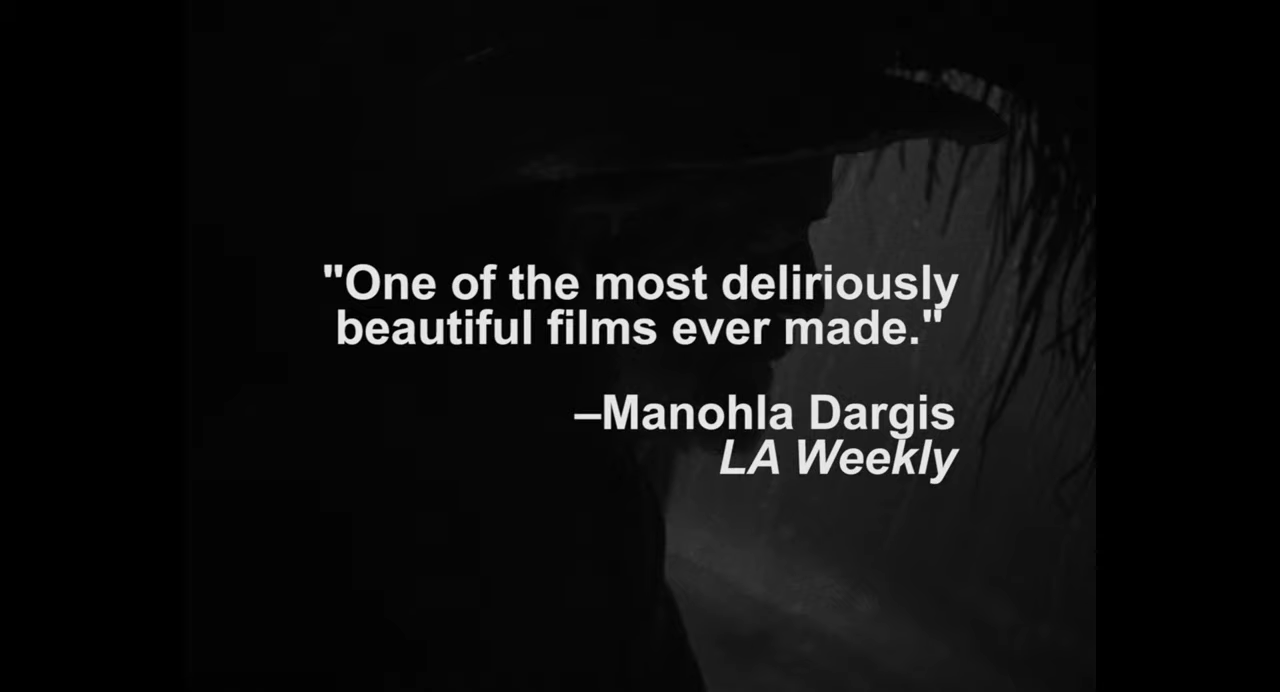 "One of the most deliriously
beautiful films ever made."
–Manohla Dargis
LA Weekly